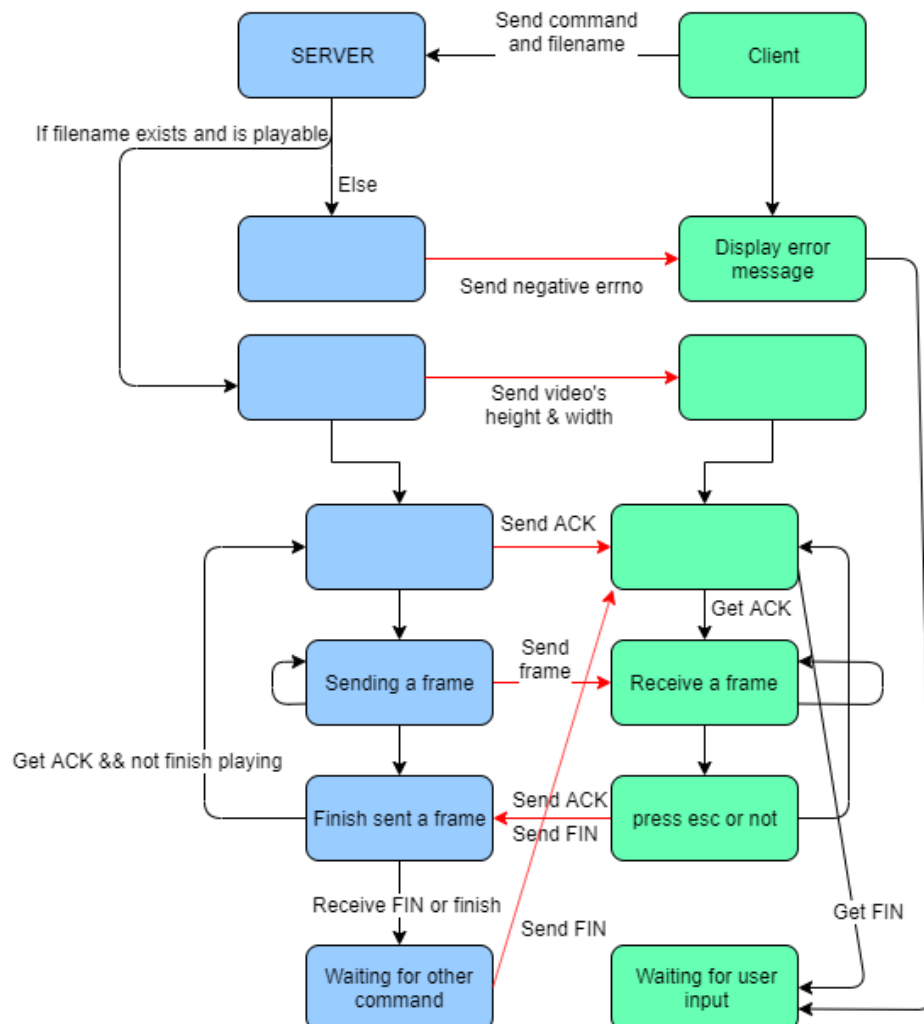 Send command
and filename
SERVER
Client
If filename exists and is playable
Else
Display error
message
Send negative errno
Send video's
height & width
Send ACK
Get ACK
Send
frame
Sending a frame
Receive a frame
Get ACK && not finish playing
Send ACK
Finish sent a frame
press esc or not
Send FIN
Receive FIN or finish
Get FIN
Send FIN
Waiting for other
command
Waiting for user
input